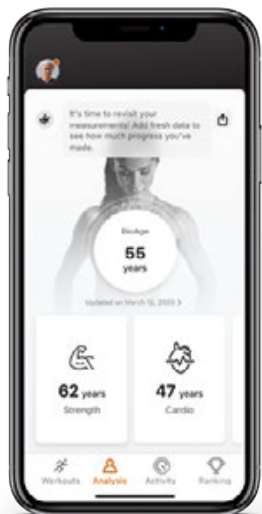 It's time to revisit your
measurements! Add fresh data to
see how much progress you've
made.
BioAge
55
years
Updated on March 12, 2020 >
62 years
Strength
47 years
Cardio
Workouts
Analysis
Activity
Ranking